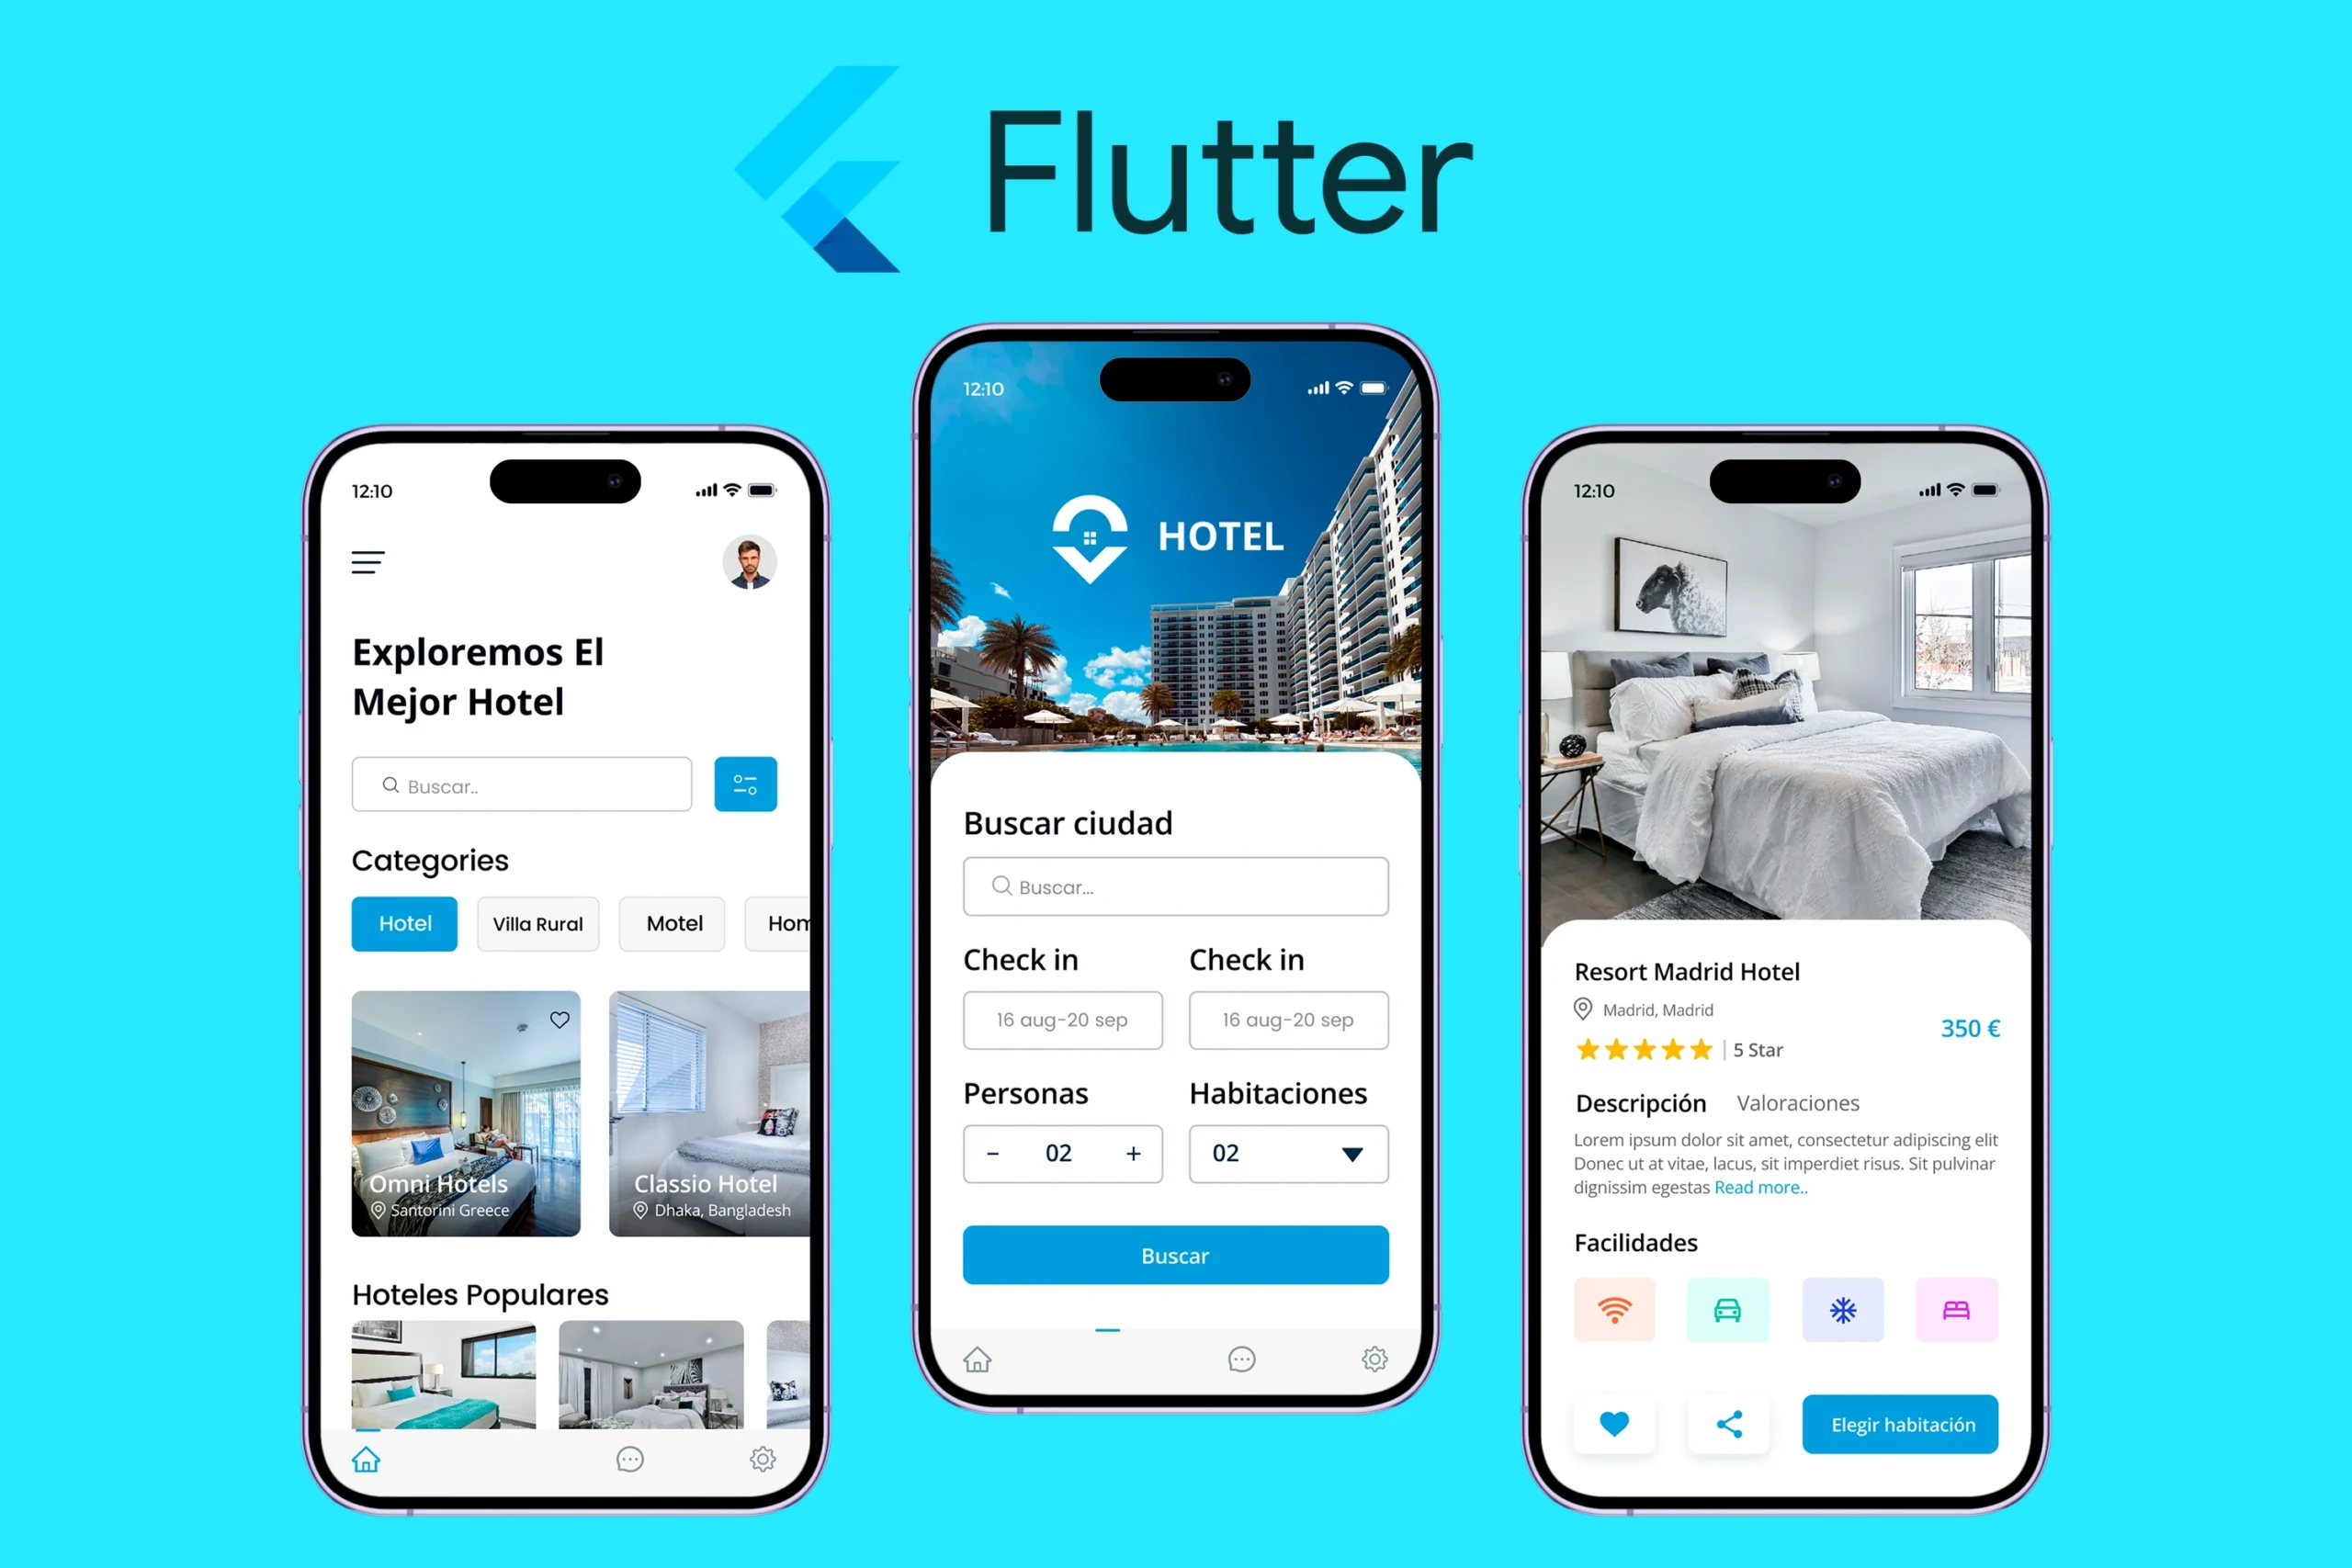 Flutter
12:10
Exploremos El
Mejor Hotel
Buscar..
Categories
Hotel
Villa Rural
Motel
Hom
Omni Hotels
Santorini Greece
Classio Hotel
Dhaka, Bangladesh
Hoteles Populares
12:10
HOTEL
Buscar ciudad
Buscar...
Check in
Check in
16 aug-20 sep
16 aug-20 sep
Personas
Habitaciones
- 02 +
02
Buscar
12:10
Resort Madrid Hotel
Madrid, Madrid
350 €
5 Star
Descripción
Valoraciones
Lorem ipsum dolor sit amet, consectetur adipiscing elit
Donec ut at vitae, lacus, sit imperdiet risus. Sit pulvinar
dignissim egestas Read more..
Facilidades
Elegir habitación